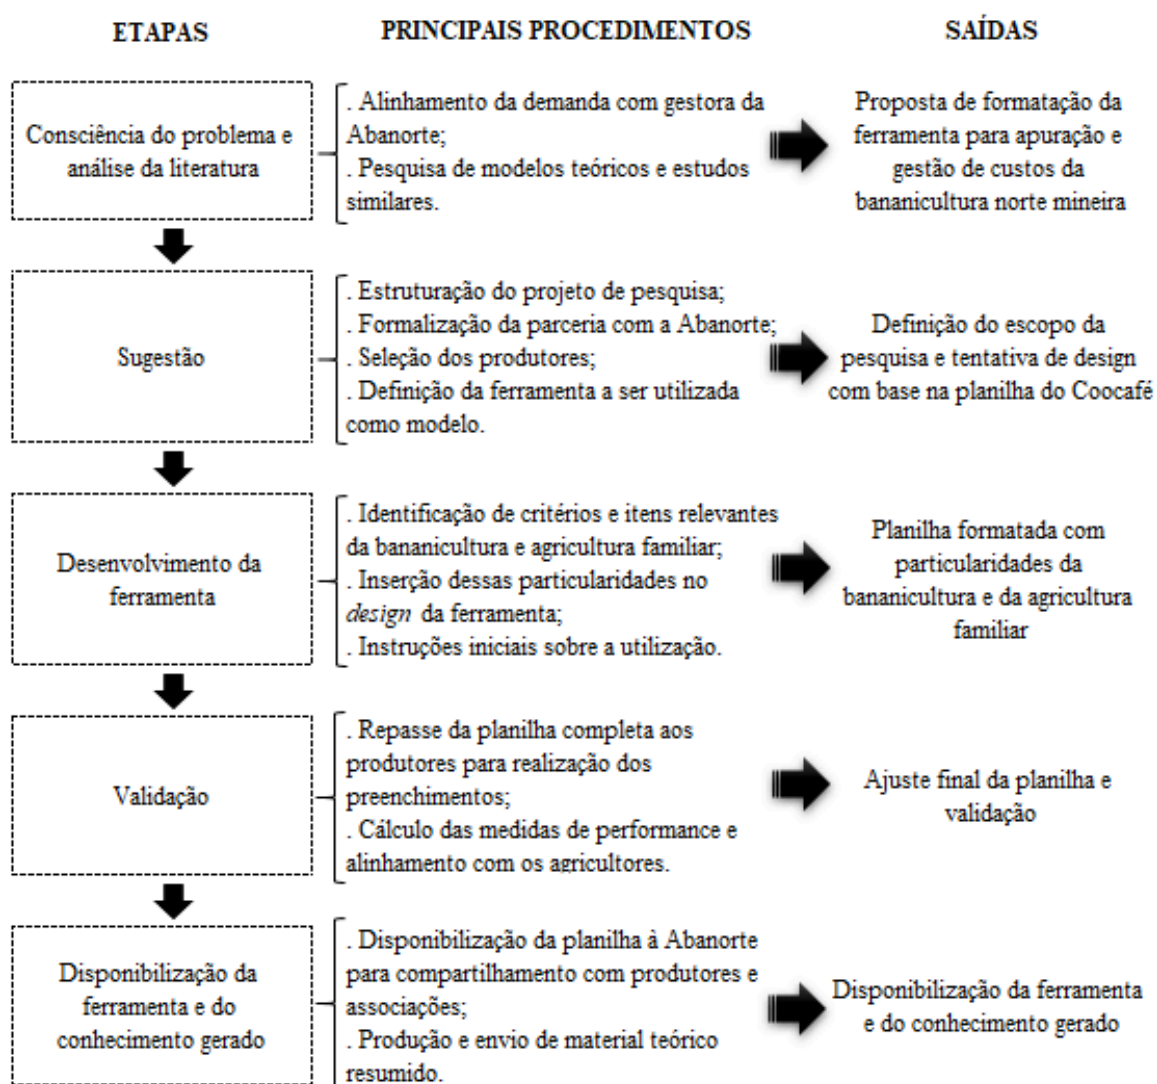 ETAPAS
PRINCIPAIS PROCEDIMENTOS
SAÍDAS
Consciência do problema e
análise da literatura
. Alinhamento da demanda com gestora da
Abanorte;
. Pesquisa de modelos teóricos e estudos
similares.
Proposta de formatação da
ferramenta para apuração e
gestão de custos da
bananicultura norte mineira
Sugestão
. Estruturação do projeto de pesquisa;
. Formalização da parceria com a Abanorte;
. Seleção dos produtores;
. Definição da ferramenta a ser utilizada
como modelo.
Definição do escopo da
pesquisa e tentativa de design
com base na planilha do Coocafé
Desenvolvimento da
ferramenta
. Identificação de critérios e itens relevantes
da bananicultura e agricultura familiar;
. Inserção dessas particularidades no
design da ferramenta;
. Instruções iniciais sobre a utilização.
Planilha formatada com
particularidades da
bananicultura e da agricultura
familiar
Validação
. Repasse da planilha completa aos
produtores para realização dos
preenchimentos;
. Cálculo das medidas de performance e
alinhamento com os agricultores.
Ajuste final da planilha e
validação
Disponibilização da
ferramenta e do
conhecimento gerado
. Disponibilização da planilha à Abanorte
para compartilhamento com produtores e
associações;
. Produção e envio de material teórico
resumido.
Disponibilização da ferramenta
e do conhecimento gerado